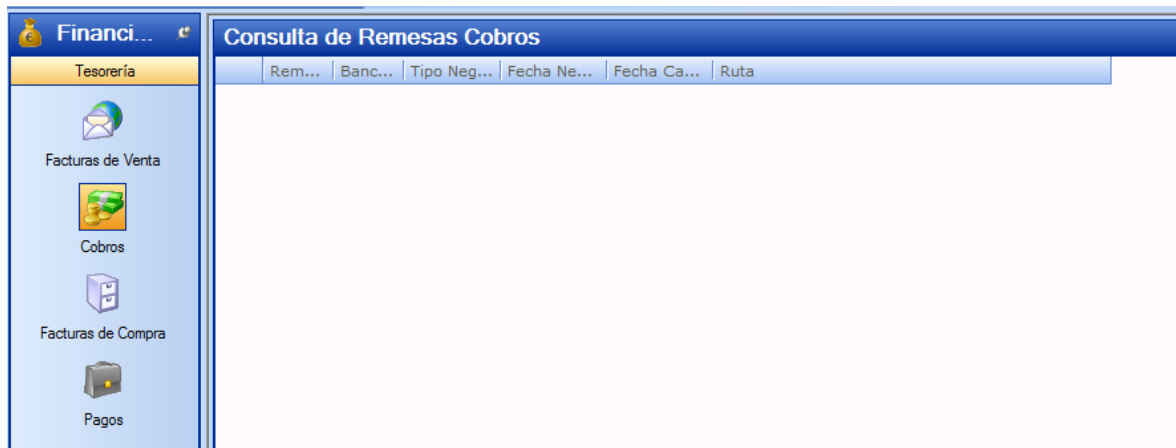 Financi...
Tesorería
Facturas de Venta
Cobros
Facturas de Compra
Pagos
Consulta de Remesas Cobros
Rem... Banc... Tipo Neg... Fecha Ne... Fecha Ca... Ruta